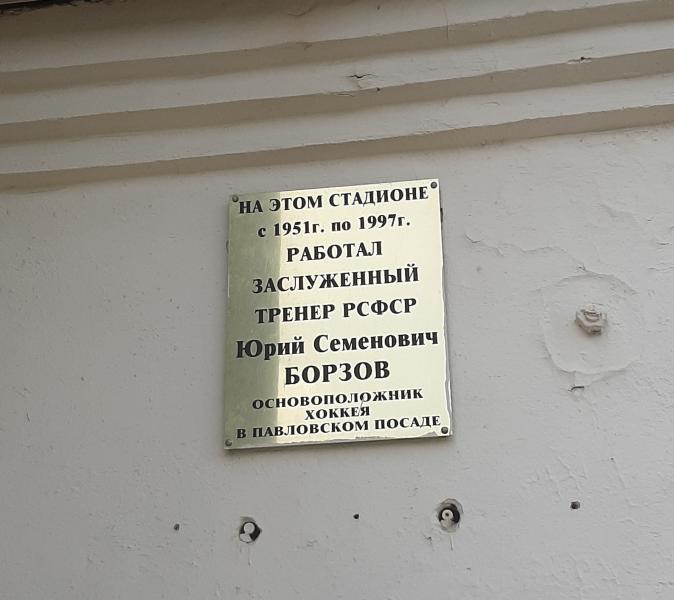 НА ЭТОМ СТАДИОНЕ
с 1951г. по 1997г.
РАБОТАЛ
ЗАСЛУЖЕННЫЙ
ТРЕНЕР РСФСР
Юрий Семенович
БОРЗОВ
ОСНОВОПОЛОЖНИК
ХОККЕЯ
В ПАВЛОВСКОМ ПОСАДЕ